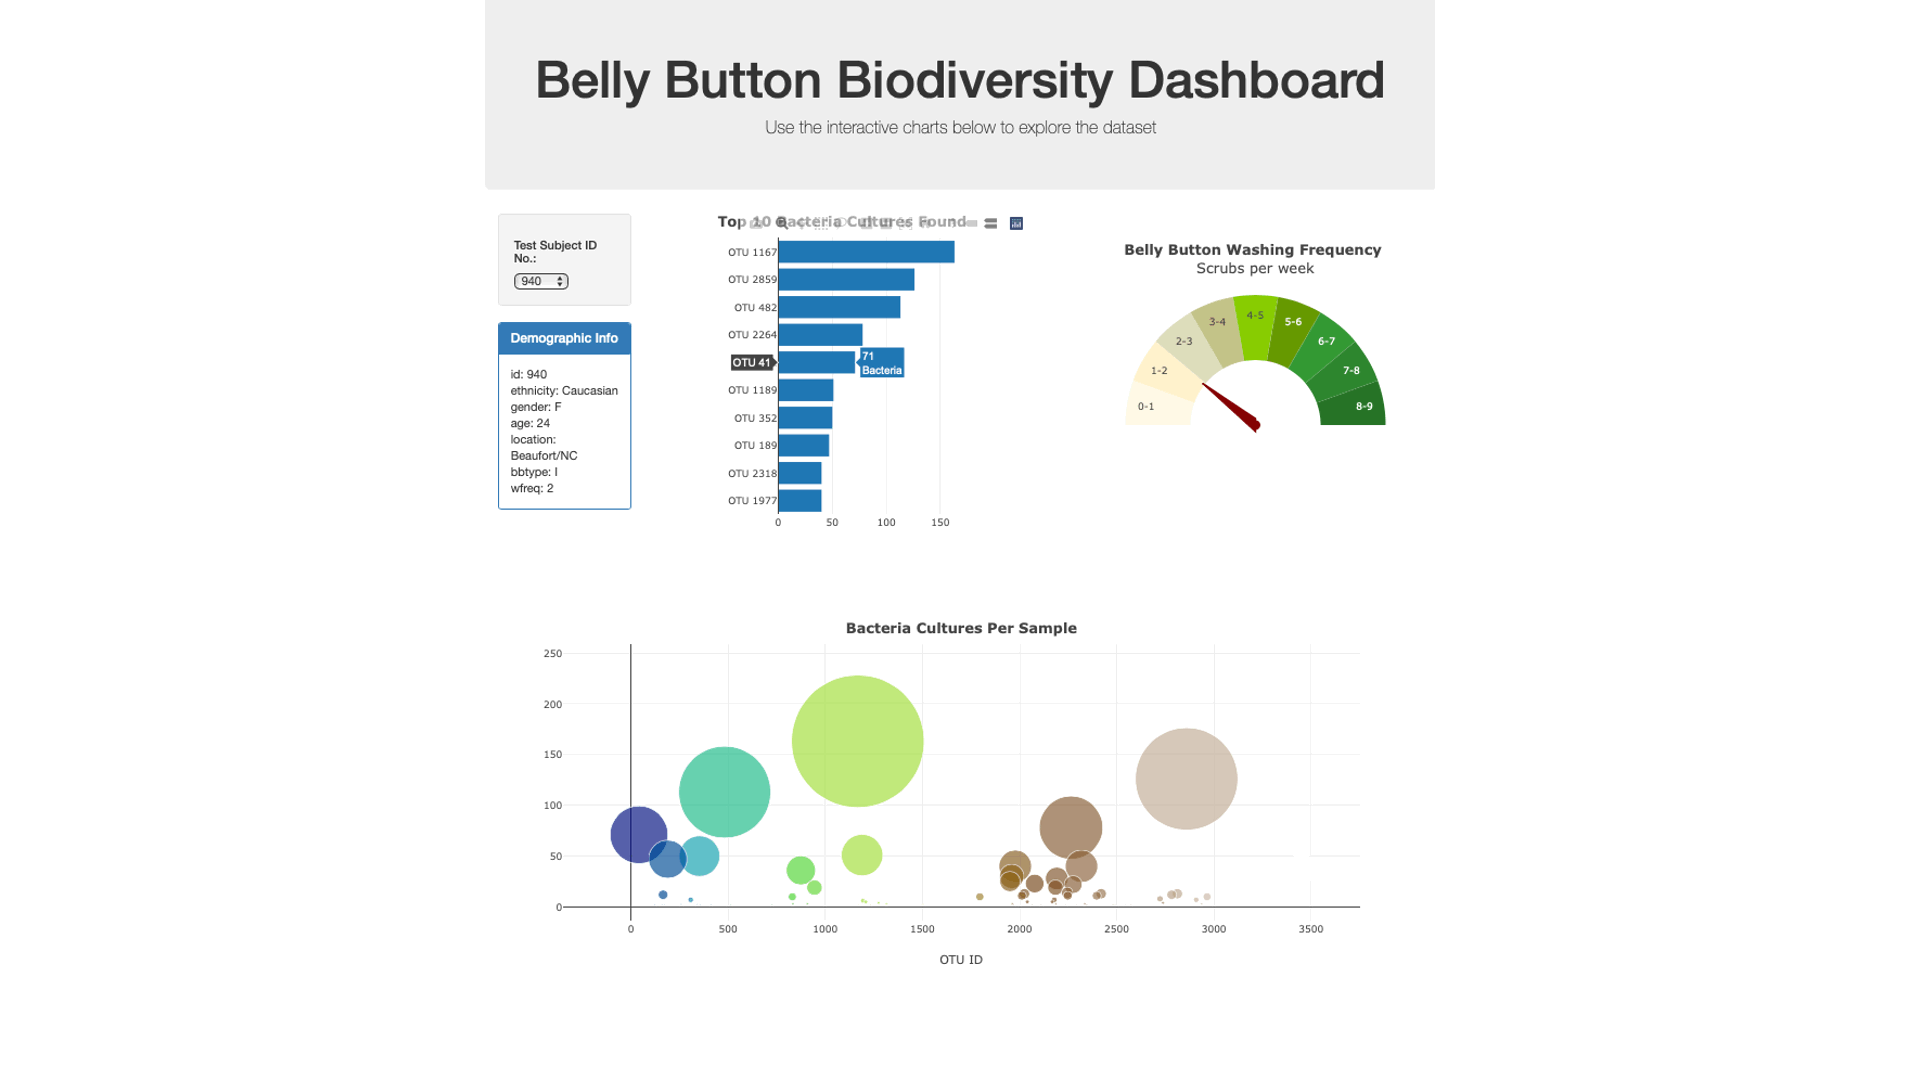 Belly Button Biodiversity Dashboard
Use the interactive charts below to explore the dataset
Test Subject ID
No.:
940
Demographic Info
id: 940
ethnicity: Caucasian
gender: F
age: 24
location:
Beaufort/NC
bbtype: I
wfreq: 2
Top 10 Bacteria Cultures Found
OTU 1167
OTU 2859
OTU 482
OTU 2264
OTU 41
71
Bacteria
OTU 1189
OTU 352
OTU 189
OTU 2318
OTU 1977
0 50 100 150
Belly Button Washing Frequency
Scrubs per week
0-1
1-2
2-3
3-4
4-5
5-6
6-7
7-8
8-9
Bacteria Cultures Per Sample
250
200
150
100
50
0
0 500 1000 1500 2000 2500 3000 3500
OTU ID